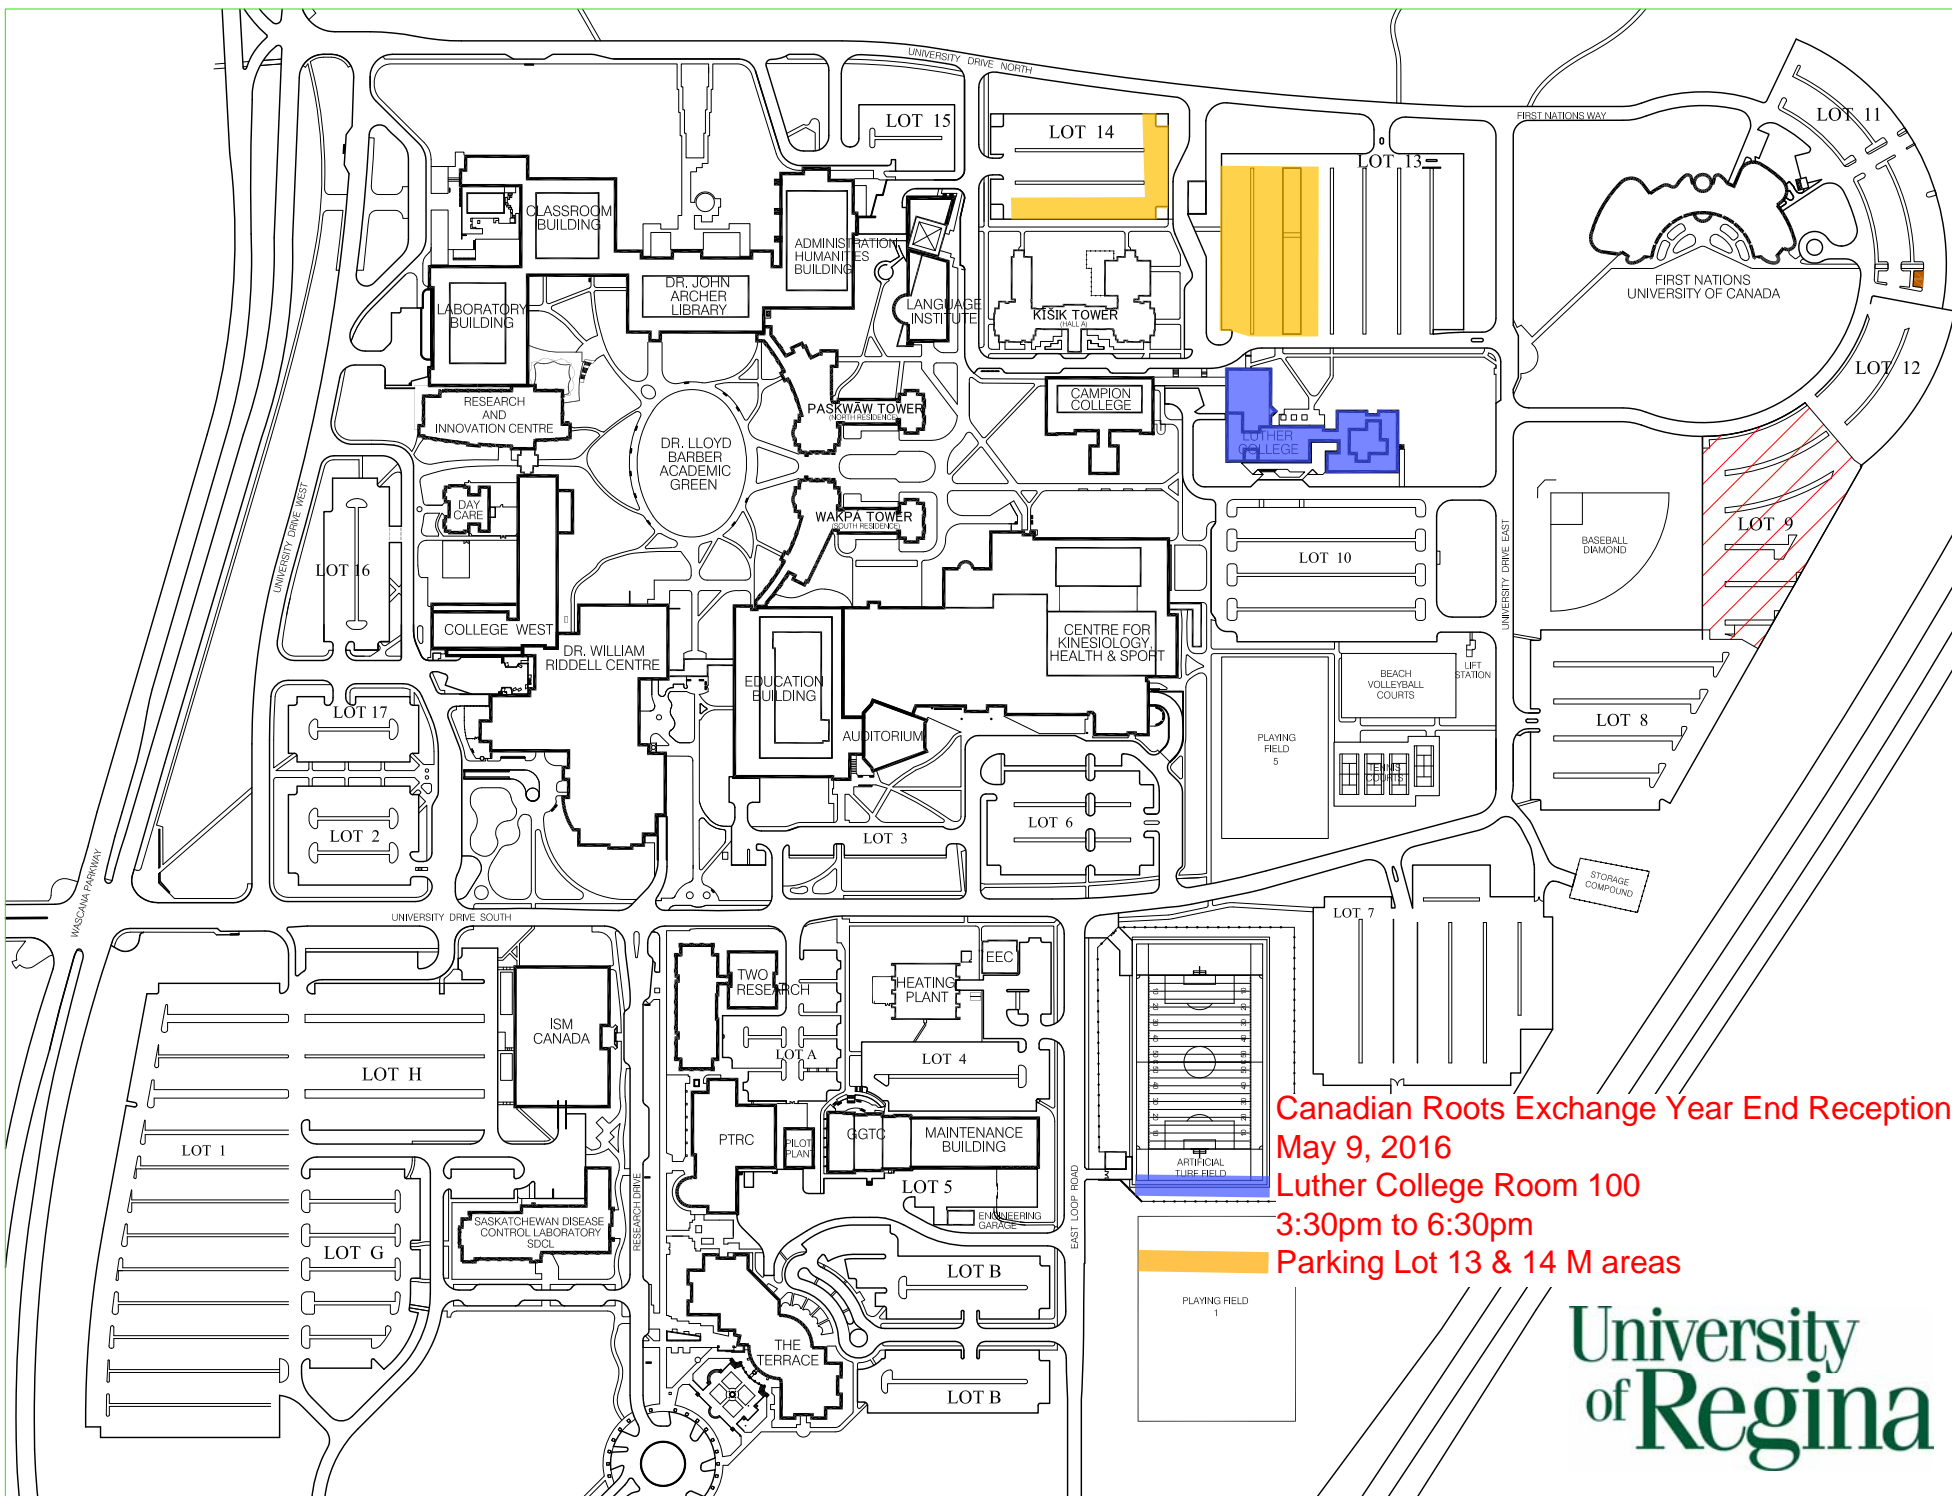 UNIVERSITY DRIVE NORTH
FIRST NATIONS WAY
LOT 11
LOT 15
LOT 14
LOT 13
CLASSROOM
BUILDING
ADMINISTRATION
HUMANITIES
BUILDING
DR. JOHN
ARCHER
LIBRARY
LABORATORY
BUILDING
LANGUAGE
INSTITUTE
KĪŠIK TOWER
(HALL A)
FIRST NATIONS
UNIVERSITY OF CANADA
LOT 12
RESEARCH
AND
INNOVATION CENTRE
PASKWĀW TOWER
(NORTH RESIDENCE)
CAMPION
COLLEGE
LUTHER
COLLEGE
DR. LLOYD
BARBER
ACADEMIC
GREEN
DAY
CARE
WAKPÁ TOWER
(SOUTH RESIDENCE)
UNIVERSITY DRIVE WEST
UNIVERSITY DRIVE EAST
LOT 9
BASEBALL
DIAMOND
LOT 16
LOT 10
COLLEGE WEST
DR. WILLIAM
RIDDELL CENTRE
CENTRE FOR
KINESIOLOGY,
HEALTH & SPORT
EDUCATION
BUILDING
AUDITORIUM
BEACH
VOLLEYBALL
COURTS
LIFT
STATION
LOT 17
LOT 8
PLAYING
FIELD
5
TENNIS
COURTS
LOT 2
LOT 3
LOT 6
WASCANA PARKWAY
STORAGE
COMPOUND
UNIVERSITY DRIVE SOUTH
LOT 7
TWO
RESEARCH
HEATING
PLANT
EEC
ISM
CANADA
LOT A
LOT 4
LOT H
LOT 1
PTRC
PILOT
PLANT
GGTC
MAINTENANCE
BUILDING
ARTIFICIAL
TURF FIELD
LOT 5
ENGINEERING
GARAGE
RESEARCH DRIVE
EAST LOOP ROAD
SASKATCHEWAN DISEASE
CONTROL LABORATORY
SDCL
LOT G
LOT B
THE
TERRACE
LOT B
PLAYING FIELD
1
Canadian Roots Exchange Year End Reception
May 9, 2016
Luther College Room 100
3:30pm to 6:30pm
Parking Lot 13 & 14 M areas
University
of Regina